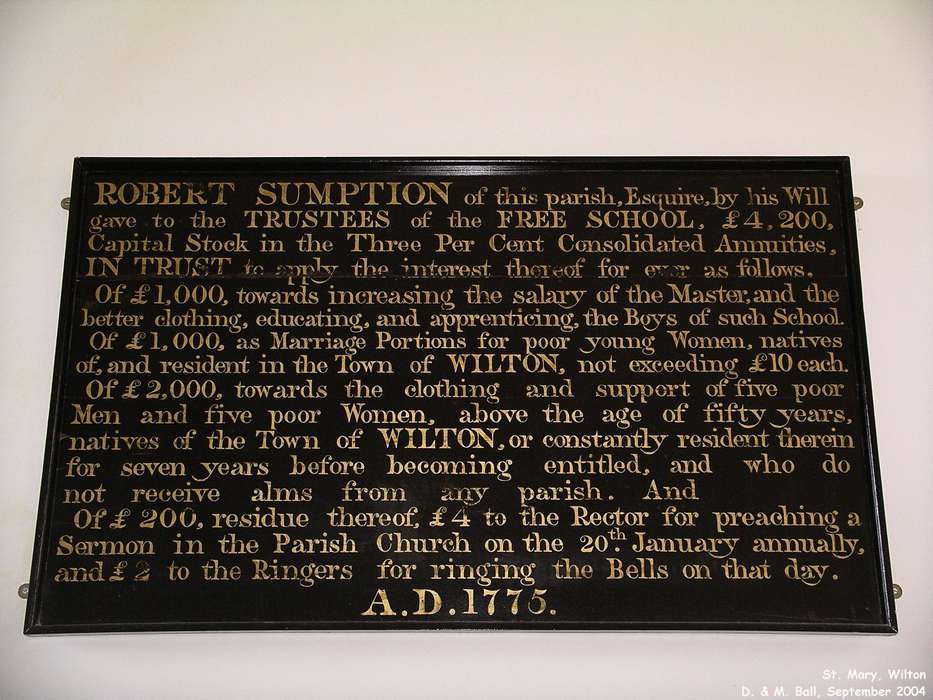 ROBERT SUMPTION of this parish, Esquire, by his Will
gave to the TRUSTEES of the FREE SCHOOL, £4,200,
Capital Stock in the Three Per Cent Consolidated Annuities,
IN TRUST to apply the interest thereof for ever as follows.
Of £1,000, towards increasing the salary of the Master, and the
better clothing, educating, and apprenticing, the Boys of such School.
Of £1,000, as Marriage Portions for poor young Women, natives
of, and resident in the Town of WILTON, not exceeding £10 each.
Of £2,000, towards the clothing and support of five poor
Men and five poor Women, above the age of fifty years,
natives of the Town of WILTON, or constantly resident therein
for seven years before becoming entitled, and who do
not receive alms from any parish. And
Of £200, residue thereof, £4 to the Rector for preaching a
Sermon in the Parish Church on the 20th. January annually,
and £2 to the Ringers for ringing the Bells on that day.
A.D. 1775.
St. Mary, Wilton
D. & M. Ball, September 2004